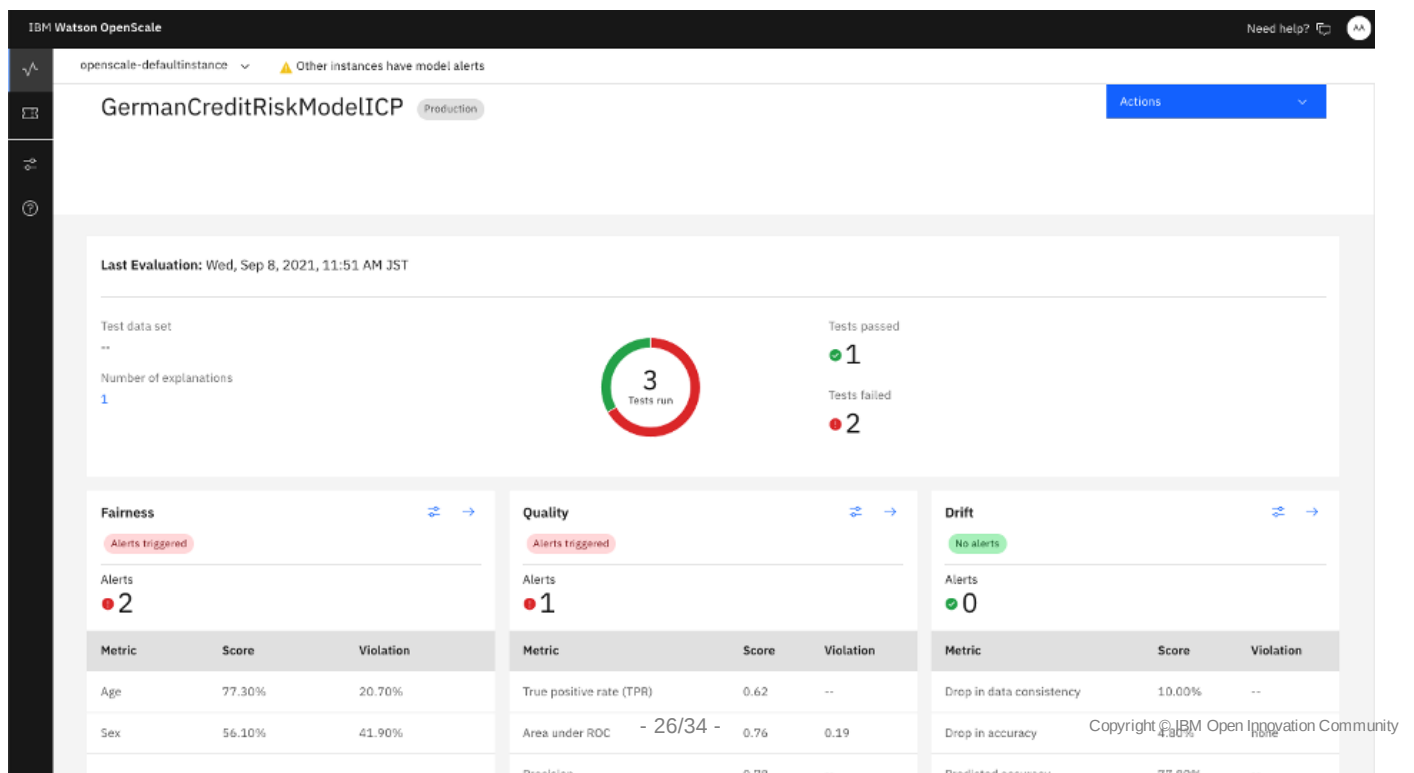 IBM Watson OpenScale
Need help?
AA
openscale-defaultinstance
Other instances have model alerts
GermanCreditRiskModelICP
Production
Actions
Last Evaluation: Wed, Sep 8, 2021, 11:51 AM JST
Test data set
--
Number of explanations
1
3
Tests run
Tests passed
1
Tests failed
2
Fairness
Alerts triggered
Alerts
2
Metric Score Violation
Age 77.30% 20.70%
Sex 56.10% 41.90%
Quality
Alerts triggered
Alerts
1
Metric Score Violation
True positive rate (TPR) 0.62 --
Area under ROC 0.76 0.19
Drift
No alerts
Alerts
0
Metric Score Violation
Drop in data consistency 10.00% --
Drop in accuracy 4.80% none
- 26/34 -
Copyright © IBM Open Innovation Community